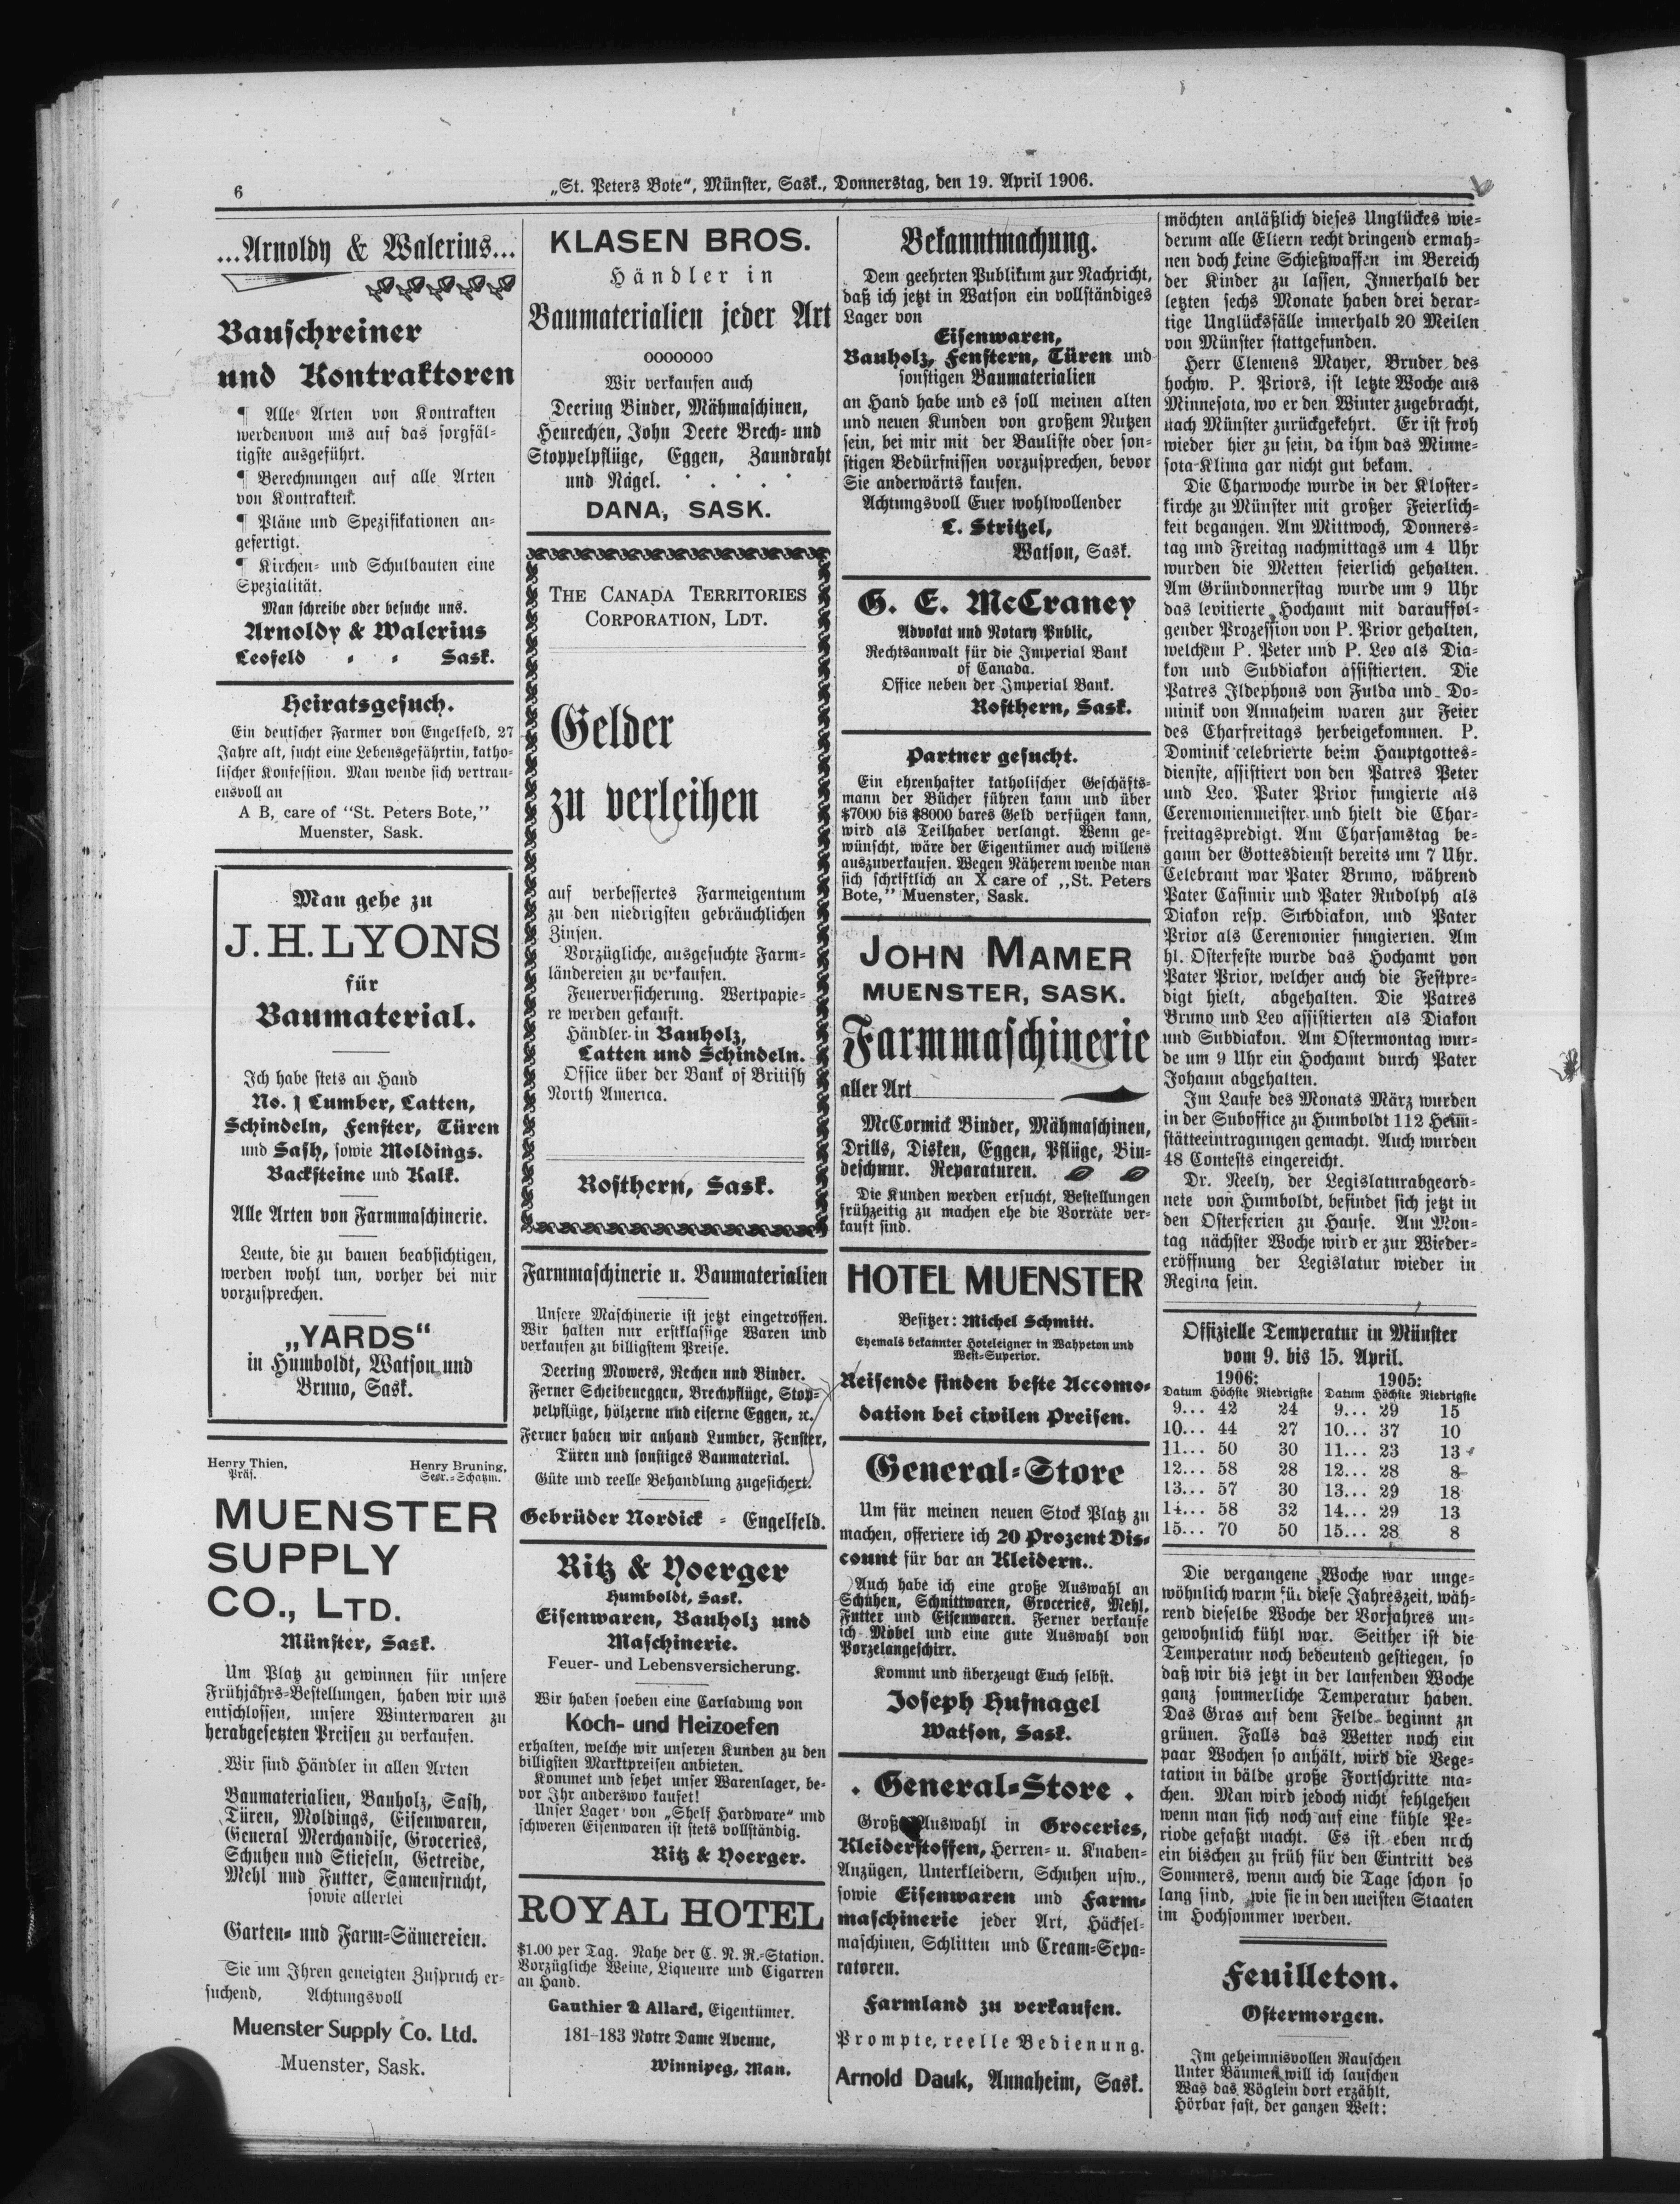 6
„St. Peters Bote“, Münster, Sask., Donnerstag, den 19. April 1906.
...Arnoldy & Walerius...
Bauschreiner
und Kontraktoren
¶ Alle Arten von Kontrakten
werdenvon uns auf das sorgfäl-
tigste ausgeführt.
¶ Berechnungen auf alle Arten
von Kontrakten.
¶ Pläne und Spezifikationen an-
gefertigt.
¶ Kirchen- und Schulbauten eine
Spezialität.
Man schreibe oder besuche uns.
Arnoldy & Walerius
Leofeld - - Sask.
Heiratsgesuch.
Ein deutscher Farmer von Engelfeld, 27
Jahre alt, sucht eine Lebensgefährtin, katho-
lischer Konfession. Man wende sich vertrau-
ensvoll an
A B, care of “St. Peters Bote,”
Muenster, Sask.
Man gehe zu
J. H. LYONS
für
Baumaterial.
Ich habe stets an Hand
No. 1 Lumber, Latten,
Schindeln, Fenster, Türen
und Sash, sowie Moldings.
Backsteine und Kalk.
Alle Arten von Farmmaschinerie.
Leute, die zu bauen beabsichtigen,
werden wohl tun, vorher bei mir
vorzusprechen.
„YARDS“
in Humboldt, Watson und
Bruno, Sask.
Henry Thien,
Präs.
Henry Bruning,
Sekr.=Schatzm.
MUENSTER
SUPPLY
CO., LTD.
Münster, Sask.
Um Platz zu gewinnen für unsere
Frühjahrs-Bestellungen, haben wir uns
entschlossen, unsere Winterwaren zu
herabgesetzten Preisen zu verkaufen.
Wir sind Händler in allen Arten
Baumaterialien, Bauholz, Sash,
Türen, Moldings, Eisenwaren,
General Merchandise, Groceries,
Schuhen und Stiefeln, Getreide,
Mehl und Futter, Samenfrucht,
sowie allerlei
Garten- und Farm-Sämereien.
Sie um Ihren geneigten Zuspruch er-
suchend, Achtungsvoll
Muenster Supply Co. Ltd.
Muenster, Sask.
KLASEN BROS.
Händler in
Baumaterialien jeder Art
ooooooo
Wir verkaufen auch
Deering Binder, Mähmaschinen,
Heurechen, John Deere Brech- und
Stoppelpflüge, Eggen, Zaundraht
und Nägel. . . . .
DANA, SASK.
THE CANADA TERRITORIES
CORPORATION, LDT.
Gelder
zu verleihen
auf verbessertes Farmeigentum
zu den niedrigsten gebräuchlichen
Zinsen.
Vorzügliche, ausgesuchte Farm-
ländereien zu verkaufen.
Feuerversicherung. Wertpapie-
re werden gekauft.
Händler in Bauholz,
Latten und Schindeln.
Office über der Bank of British
North America.
Rosthern, Sask.
Farmmaschinerie u. Baumaterialien
Unsere Maschinerie ist jetzt eingetroffen.
Wir halten nur erstklassige Waren und
verkaufen zu billigstem Preise.
Deering Mowers, Rechen und Binder.
Ferner Scheibeneggen, Brechpflüge, Stop-
pelpflüge, hölzerne und eiserne Eggen, ꝛc.
Ferner haben wir anhand Lumber, Fenster,
Türen und sonstiges Baumaterial.
Güte und reelle Behandlung zugesichert.
Gebrüder Nordick - Engelfeld.
Ritz & Yoerger
Humboldt, Sask.
Eisenwaren, Bauholz und
Maschinerie.
Feuer- und Lebensversicherung.
Wir haben soeben eine Carladung von
Koch- und Heizoefen
erhalten, welche wir unseren Kunden zu den
billigsten Marktpreisen anbieten.
Kommet und sehet unser Warenlager, be-
vor Ihr anderswo kaufet!
Unser Lager von „Shelf Hardware“ und
schweren Eisenwaren ist stets vollständig.
Ritz & Yoerger.
ROYAL HOTEL
$1.00 per Tag. Nahe der C. N. R.-Station.
Vorzügliche Weine, Liqueure und Cigarren
an Hand.
Gauthier & Allard, Eigentümer.
181-183 Notre Dame Avenue,
Winnipeg, Man.
Bekanntmachung.
Dem geehrten Publikum zur Nachricht,
daß ich jetzt in Watson ein vollständiges
Lager von
Eisenwaren,
Bauholz, Fenstern, Türen und
sonstigen Baumaterialien
an Hand habe und es soll meinen alten
und neuen Kunden von großem Nutzen
sein, bei mir mit der Bauliste oder son-
stigen Bedürfnissen vorzusprechen, bevor
Sie anderwärts kaufen.
Achtungsvoll Euer wohlwollender
L. Stritzel,
Watson, Sask.
G. E. McCraney
Advokat und Notary Public,
Rechtsanwalt für die Imperial Bank
of Canada.
Office neben der Imperial Bank.
Rosthern, Sask.
Partner gesucht.
Ein ehrenhafter katholischer Geschäfts-
mann der Bücher führen kann und über
$7000 bis $8000 bares Geld verfügen kann,
wird als Teilhaber verlangt. Wenn ge-
wünscht, wäre der Eigentümer auch willens
auszuverkaufen. Wegen Näherem wende man
sich schriftlich an X care of „St. Peters
Bote,” Muenster, Sask.
JOHN MAMER
MUENSTER, SASK.
Farmmaschinerie
aller Art
McCormick Binder, Mähmaschinen,
Drills, Disken, Eggen, Pflüge, Bin-
deschnur. Reparaturen.
Die Kunden werden ersucht, Bestellungen
frühzeitig zu machen ehe die Vorräte ver-
kauft sind.
HOTEL MUENSTER
Besitzer: Michel Schmitt.
Ehemals bekannter Hoteleigner in Wahpeton und
West-Superior.
Reisende finden beste Accomo-
dation bei civilen Preisen.
General-Store
Um für meinen neuen Stock Platz zu
machen, offeriere ich 20 Prozent Dis-
count für bar an Kleidern..
Auch habe ich eine große Auswahl an
Schuhen, Schnittwaren, Groceries, Mehl,
Futter und Eisenwaren. Ferner verkaufe
ich Möbel und eine gute Auswahl von
Porzelangeschirr.
Kommt und überzeugt Euch selbst.
Joseph Hufnagel
Watson, Sask.
. General-Store .
Große Auswahl in Groceries,
Kleiderstoffen, Herren- u. Knaben-
Anzügen, Unterkleidern, Schuhen usw.,
sowie Eisenwaren und Farm-
maschinerie jeder Art, Häcksel-
maschinen, Schlitten und Cream-Sepa-
ratoren.
Farmland zu verkaufen.
Prompte, reelle Bedienung.
Arnold Dauk, Annaheim, Sask.
möchten anläßlich dieses Unglückes wie-
derum alle Eltern recht dringend ermah-
nen doch keine Schießwaffen im Bereich
der Kinder zu lassen, Innerhalb der
letzten sechs Monate haben drei derar-
tige Unglücksfälle innerhalb 20 Meilen
von Münster stattgefunden.
Herr Clemens Mayer, Bruder des
hochw. P. Priors, ist letzte Woche aus
Minnesota, wo er den Winter zugebracht,
nach Münster zurückgekehrt. Er ist froh
wieder hier zu sein, da ihm das Minne-
sota-Klima gar nicht gut bekam.
Die Charwoche wurde in der Kloster-
kirche zu Münster mit großer Feierlich-
keit begangen. Am Mittwoch, Donners-
tag und Freitag nachmittags um 4 Uhr
wurden die Metten feierlich gehalten.
Am Gründonnerstag wurde um 9 Uhr
das levitierte Hochamt mit darauffol-
gender Prozession von P. Prior gehalten,
welchem P. Peter und P. Leo als Dia-
kon und Subdiakon assistierten. Die
Patres Ildephons von Fulda und Do-
minik von Annaheim waren zur Feier
des Charfreitags herbeigekommen. P.
Dominik celebrierte beim Hauptgottes-
dienste, assistiert von den Patres Peter
und Leo. Pater Prior fungierte als
Ceremonienmeister und hielt die Char-
freitagspredigt. Am Charsamstag be-
gann der Gottesdienst bereits um 7 Uhr.
Celebrant war Pater Bruno, während
Pater Casimir und Pater Rudolph als
Diakon resp. Subdiakon, und Pater
Prior als Ceremonier fungierten. Am
hl. Osterfeste wurde das Hochamt von
Pater Prior, welcher auch die Festpre-
digt hielt, abgehalten. Die Patres
Bruno und Leo assistierten als Diakon
und Subdiakon. Am Ostermontag wur-
de um 9 Uhr ein Hochamt durch Pater
Johann abgehalten.
Im Laufe des Monats März wurden
in der Suboffice zu Humboldt 112 Heim-
stätteeintragungen gemacht. Auch wurden
48 Contests eingereicht.
Dr. Neely, der Legislaturabgeord-
nete von Humboldt, befindet sich jetzt in
den Osterferien zu Hause. Am Mon-
tag nächster Woche wird er zur Wieder-
eröffnung der Legislatur wieder in
Regina sein.
Offizielle Temperatur in Münster
vom 9. bis 15. April.
1906: 1905:
Datum Höchste Niedrigste Datum Höchste Niedrigste
9... 42 24 9... 29 15
10... 44 27 10... 37 10
11... 50 30 11... 23 13
12... 58 28 12... 28 8
13... 57 30 13... 29 18
14... 58 32 14... 29 13
15... 70 50 15... 28 8
Die vergangene Woche war unge-
wöhnlich warm für diese Jahreszeit, wäh-
rend dieselbe Woche der Vorjahres un-
gewohnlich kühl war. Seither ist die
Temperatur noch bedeutend gestiegen, so
daß wir bis jetzt in der laufenden Woche
ganz sommerliche Temperatur haben.
Das Gras auf dem Felde beginnt zu
grünen. Falls das Wetter noch ein
paar Wochen so anhält, wird die Vege-
tation in bälde große Fortschritte ma-
chen. Man wird jedoch nicht fehlgehen
wenn man sich noch auf eine kühle Pe-
riode gefaßt macht. Es ist eben noch
ein bischen zu früh für den Eintritt des
Sommers, wenn auch die Tage schon so
lang sind, wie sie in den meisten Staaten
im Hochsommer werden.
Feuilleton.
Ostermorgen.
Im geheimnisvollen Rauschen
Unter Bäumen will ich lauschen
Was das Vöglein dort erzählt,
Hörbar fast, der ganzen Welt: